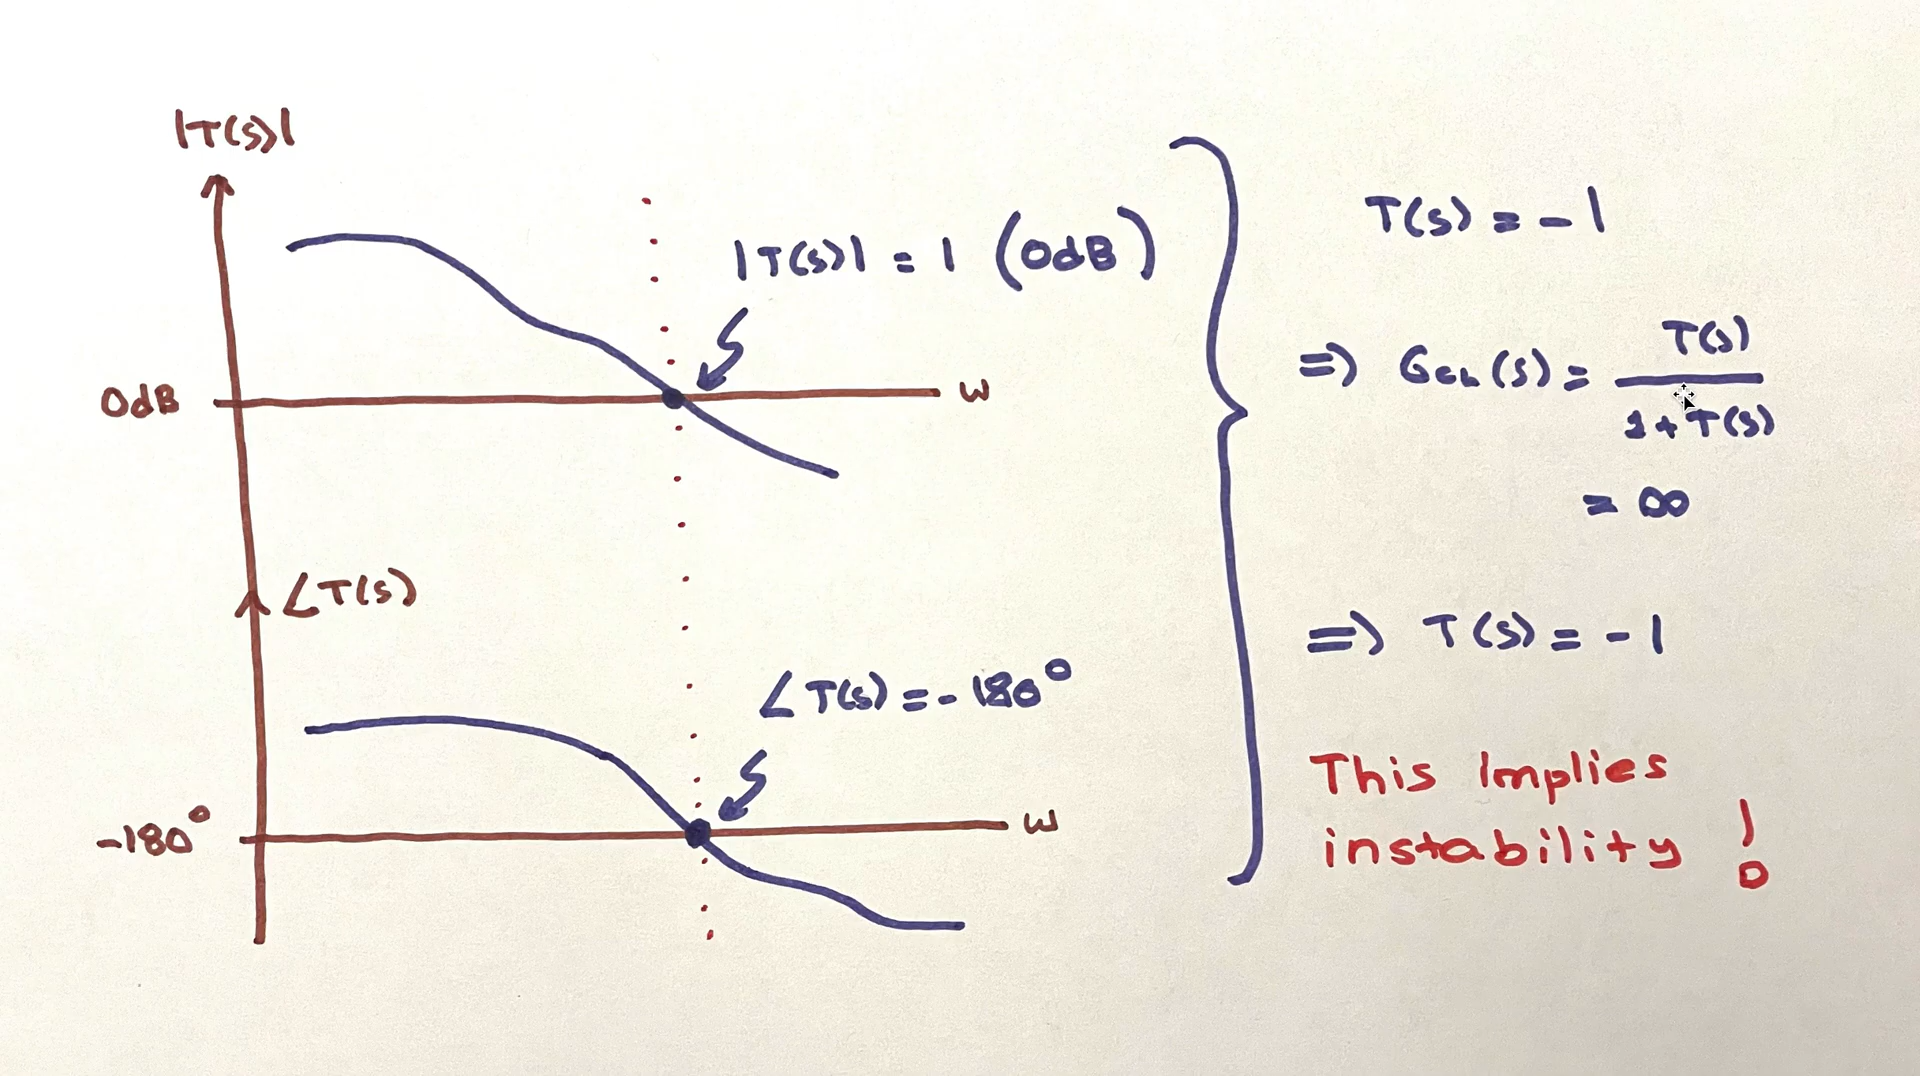 |T(s)|
|T(s)| = 1 (0dB)
0dB
w
∠T(s)
∠T(s) = -180°
-180°
w
T(s) = -1
=> GCL(s) = T(s) / 1+T(s)
= ∞
=> T(s) = -1
This Implies
instability !